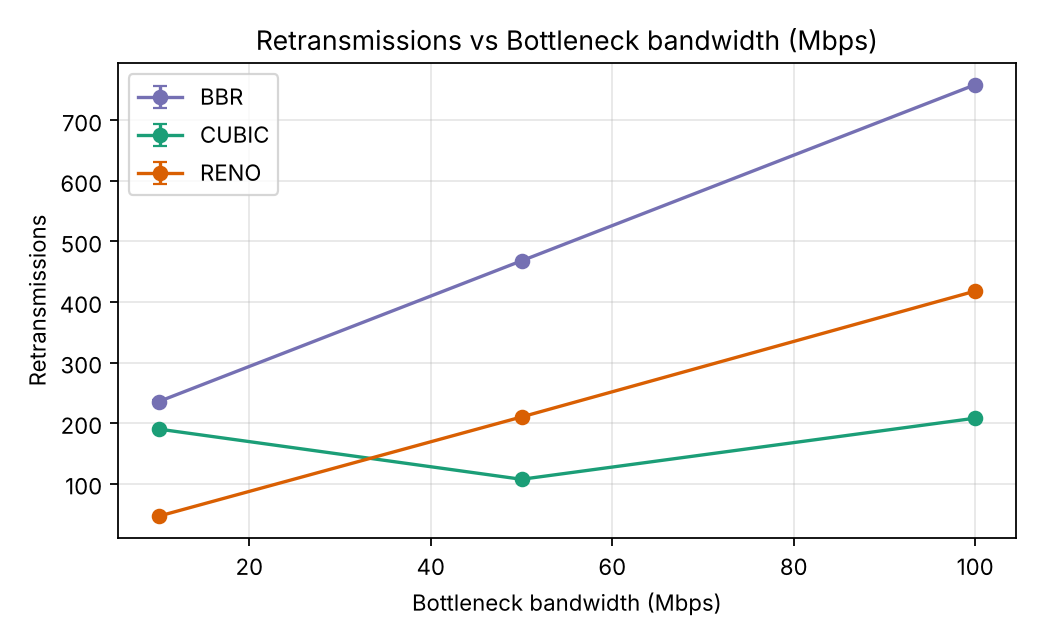 Retransmissions vs Bottleneck bandwidth (Mbps)
BBR
CUBIC
RENO
Retransmissions
700
600
500
400
300
200
100
20 40 60 80 100
Bottleneck bandwidth (Mbps)